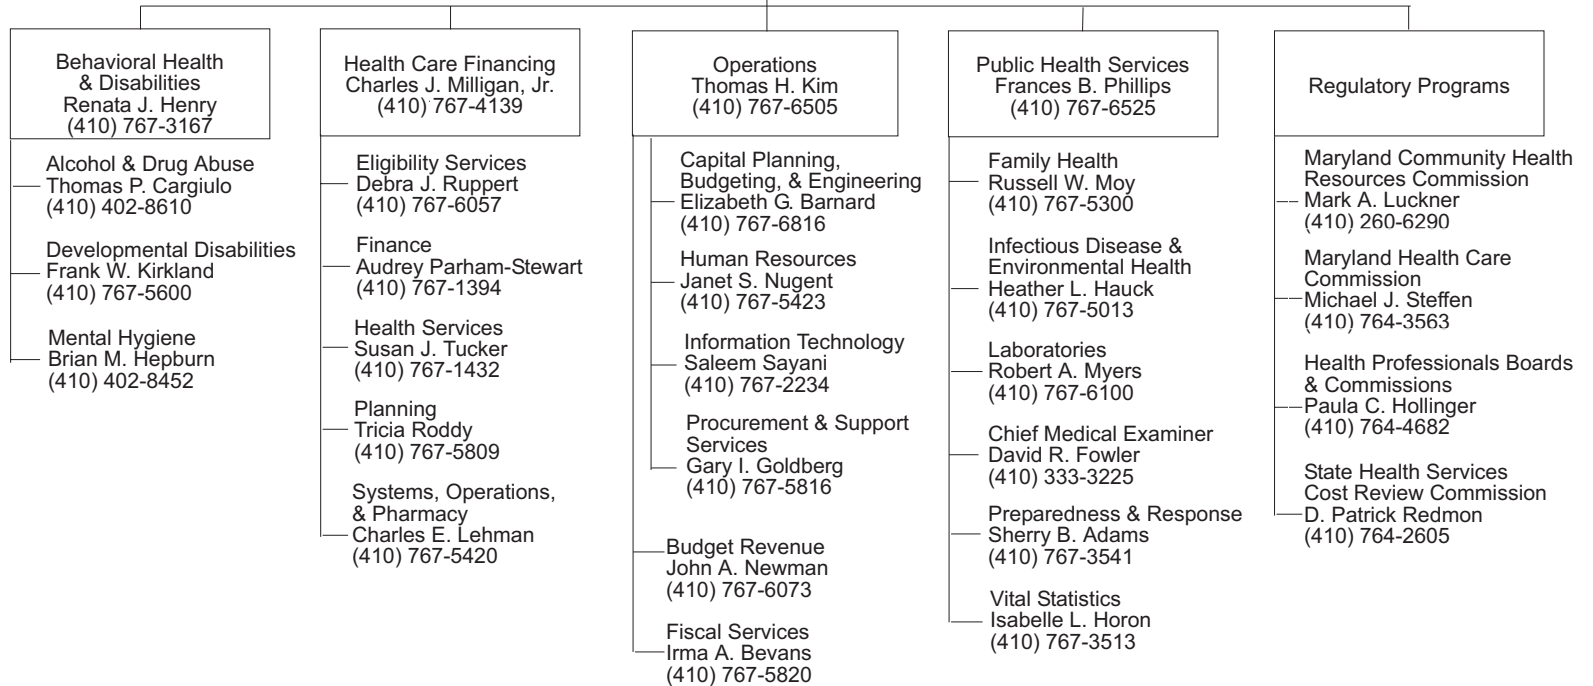 Behavioral Health
& Disabilities
Renata J. Henry
(410) 767-3167
Alcohol & Drug Abuse
Thomas P. Cargiulo
(410) 402-8610
Developmental Disabilities
Frank W. Kirkland
(410) 767-5600
Mental Hygiene
Brian M. Hepburn
(410) 402-8452
Health Care Financing
Charles J. Milligan, Jr.
(410) 767-4139
Eligibility Services
Debra J. Ruppert
(410) 767-6057
Finance
Audrey Parham-Stewart
(410) 767-1394
Health Services
Susan J. Tucker
(410) 767-1432
Planning
Tricia Roddy
(410) 767-5809
Systems, Operations,
& Pharmacy
Charles E. Lehman
(410) 767-5420
Operations
Thomas H. Kim
(410) 767-6505
Capital Planning,
Budgeting, & Engineering
Elizabeth G. Barnard
(410) 767-6816
Human Resources
Janet S. Nugent
(410) 767-5423
Information Technology
Saleem Sayani
(410) 767-2234
Procurement & Support
Services
Gary I. Goldberg
(410) 767-5816
Budget Revenue
John A. Newman
(410) 767-6073
Fiscal Services
Irma A. Bevans
(410) 767-5820
Public Health Services
Frances B. Phillips
(410) 767-6525
Family Health
Russell W. Moy
(410) 767-5300
Infectious Disease &
Environmental Health
Heather L. Hauck
(410) 767-5013
Laboratories
Robert A. Myers
(410) 767-6100
Chief Medical Examiner
David R. Fowler
(410) 333-3225
Preparedness & Response
Sherry B. Adams
(410) 767-3541
Vital Statistics
Isabelle L. Horon
(410) 767-3513
Regulatory Programs
Maryland Community Health
Resources Commission
Mark A. Luckner
(410) 260-6290
Maryland Health Care
Commission
Michael J. Steffen
(410) 764-3563
Health Professionals Boards
& Commissions
Paula C. Hollinger
(410) 764-4682
State Health Services
Cost Review Commission
D. Patrick Redmon
(410) 764-2605